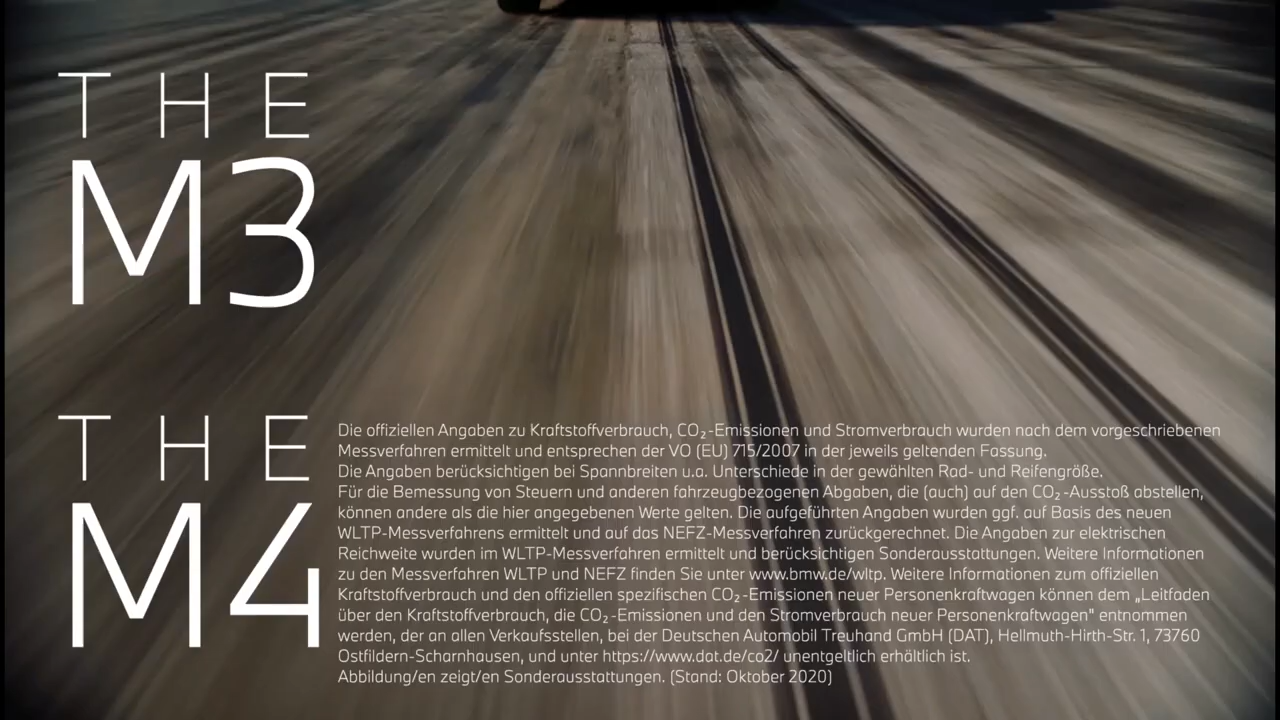 THE
M3
THE
M4
Die offiziellen Angaben zu Kraftstoffverbrauch, CO₂-Emissionen und Stromverbrauch wurden nach dem vorgeschriebenen
Messverfahren ermittelt und entsprechen der VO (EU) 715/2007 in der jeweils geltenden Fassung.
Die Angaben berücksichtigen bei Spannbreiten u.a. Unterschiede in der gewählten Rad- und Reifengröße.
Für die Bemessung von Steuern und anderen fahrzeugbezogenen Abgaben, die (auch) auf den CO₂-Ausstoß abstellen,
können andere als die hier angegebenen Werte gelten. Die aufgeführten Angaben wurden ggf. auf Basis des neuen
WLTP-Messverfahrens ermittelt und auf das NEFZ-Messverfahren zurückgerechnet. Die Angaben zur elektrischen
Reichweite wurden im WLTP-Messverfahren ermittelt und berücksichtigen Sonderausstattungen. Weitere Informationen
zu den Messverfahren WLTP und NEFZ finden Sie unter www.bmw.de/wltp. Weitere Informationen zum offiziellen
Kraftstoffverbrauch und den offiziellen spezifischen CO₂-Emissionen neuer Personenkraftwagen können dem „Leitfaden
über den Kraftstoffverbrauch, die CO₂-Emissionen und den Stromverbrauch neuer Personenkraftwagen" entnommen
werden, der an allen Verkaufsstellen, bei der Deutschen Automobil Treuhand GmbH (DAT), Hellmuth-Hirth-Str. 1, 73760
Ostfildern-Scharnhausen, und unter https://www.dat.de/co2/ unentgeltlich erhältlich ist.
Abbildung/en zeigt/en Sonderausstattungen. (Stand: Oktober 2020)